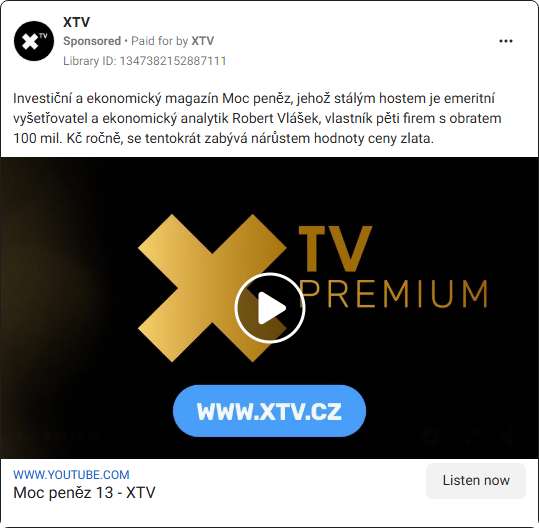 XTV
Sponsored • Paid for by XTV
Library ID: 1347382152887111
Investiční a ekonomický magazín Moc peněz, jehož stálým hostem je emeritní
vyšetřovatel a ekonomický analytik Robert Vlášek, vlastník pěti firem s obratem
100 mil. Kč ročně, se tentokrát zabývá nárůstem hodnoty ceny zlata.
X TV
PREMIUM
WWW.XTV.CZ
WWW.YOUTUBE.COM
Moc peněz 13 - XTV
Listen now